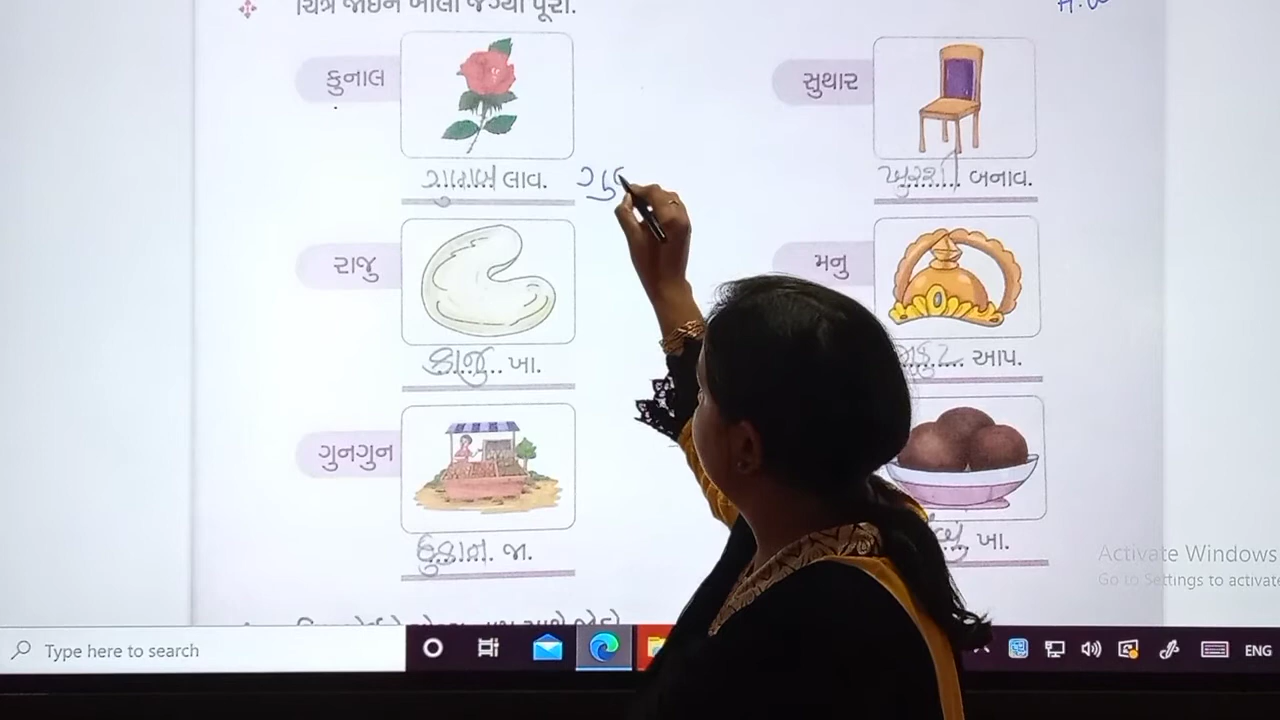 ચિત્ર જોઈને ખાલી જગ્યા પૂરો.
કુનાલ
ગુલાબ લાવ.
ગુ
સુથાર
ખુરશી બનાવ.
રાજુ
કાજુ ખા.
મનુ
મુકુટ આપ.
ગુનગુન
દુકાન જા.
ખા.
Activate Windows
Go to Settings to activate
Type here to search
ENG